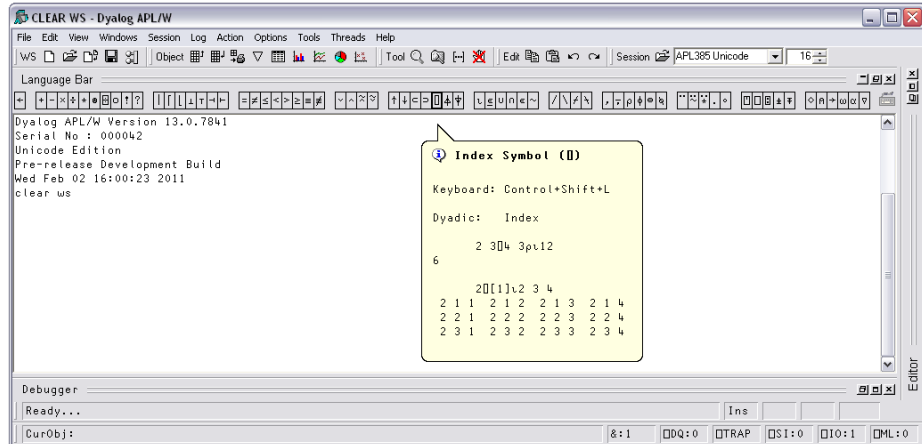 CLEAR WS - Dyalog APL/W
File Edit View Windows Session Log Action Options Tools Threads Help
WS Object Tool Edit Session APL385 Unicode 16
Language Bar
Dyalog APL/W Version 13.0.7841
Serial No : 000042
Unicode Edition
Pre-release Development Build
Wed Feb 02 16:00:23 2011
clear ws
Index Symbol (⌷)
Keyboard: Control+Shift+L
Dyadic: Index
2 3⌷4 3⍴⍳12
6
2⌷[1]⍳2 3 4
2 1 1 2 1 2 2 1 3 2 1 4
2 2 1 2 2 2 2 2 3 2 2 4
2 3 1 2 3 2 2 3 3 2 3 4
Editor
Debugger
Ready...
Ins
CurObj:
&:1 ⎕DQ:0 ⎕TRAP ⎕SI:0 ⎕IO:1 ⎕ML:0